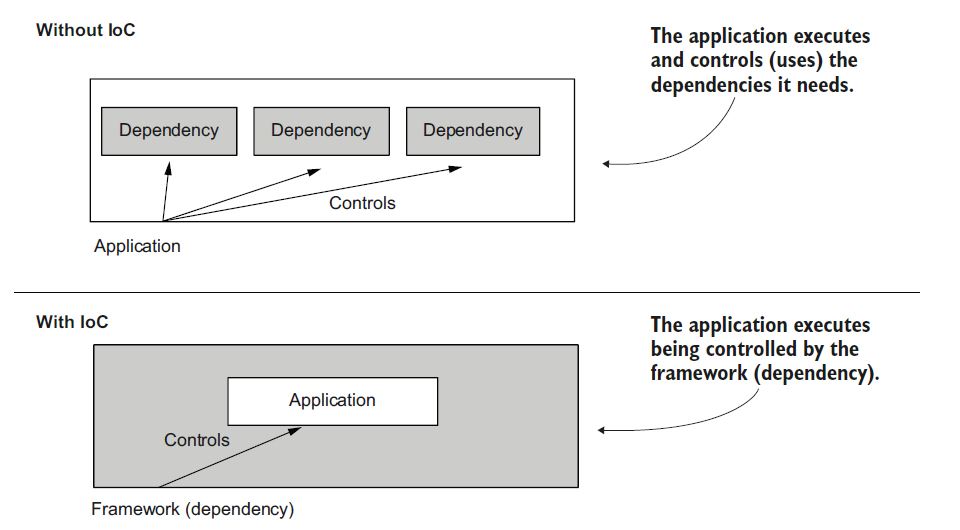 Without IoC
The application executes
and controls (uses) the
dependencies it needs.
Dependency
Dependency
Dependency
Controls
Application
With IoC
The application executes
being controlled by the
framework (dependency).
Application
Controls
Framework (dependency)